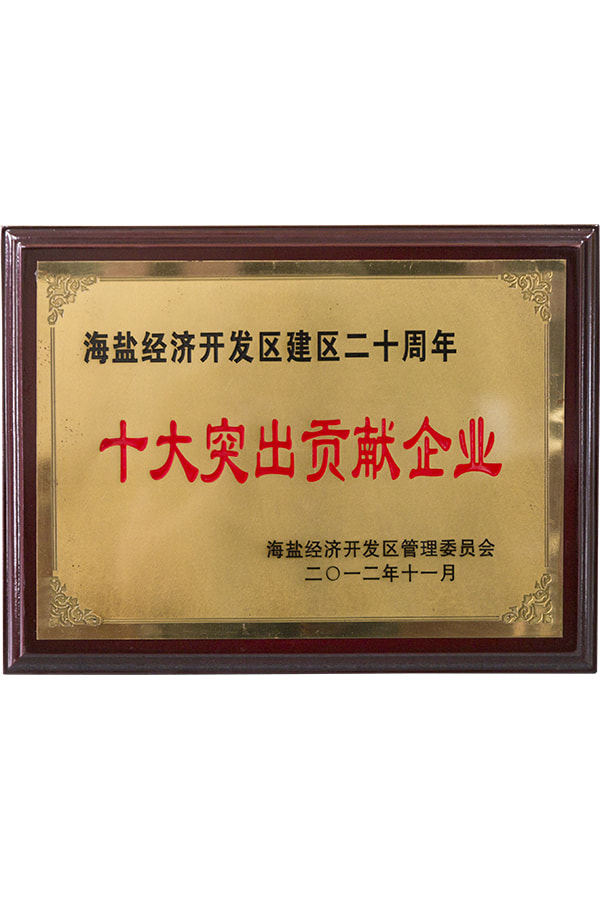 海盐经济开发区建区二十周年
十大突出贡献企业
海盐经济开发区管理委员会
二〇一二年十一月